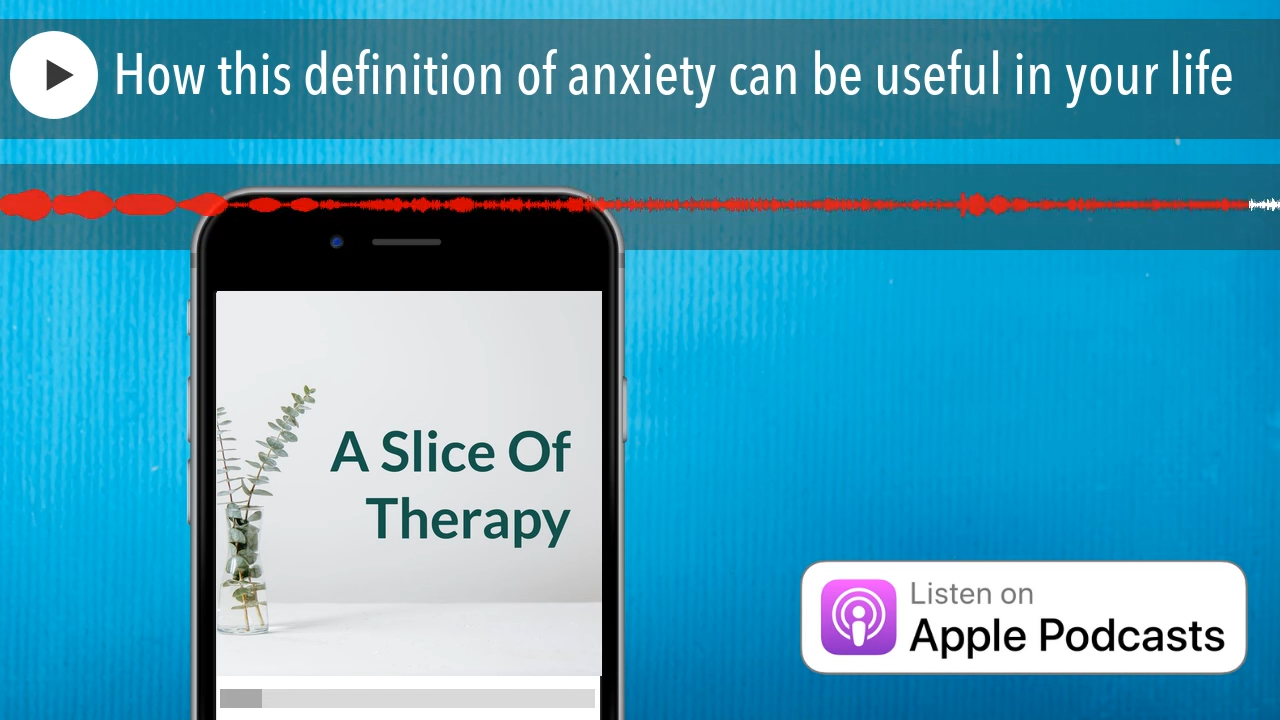 How this definition of anxiety can be useful in your life
A Slice Of
Therapy
Listen on
Apple Podcasts